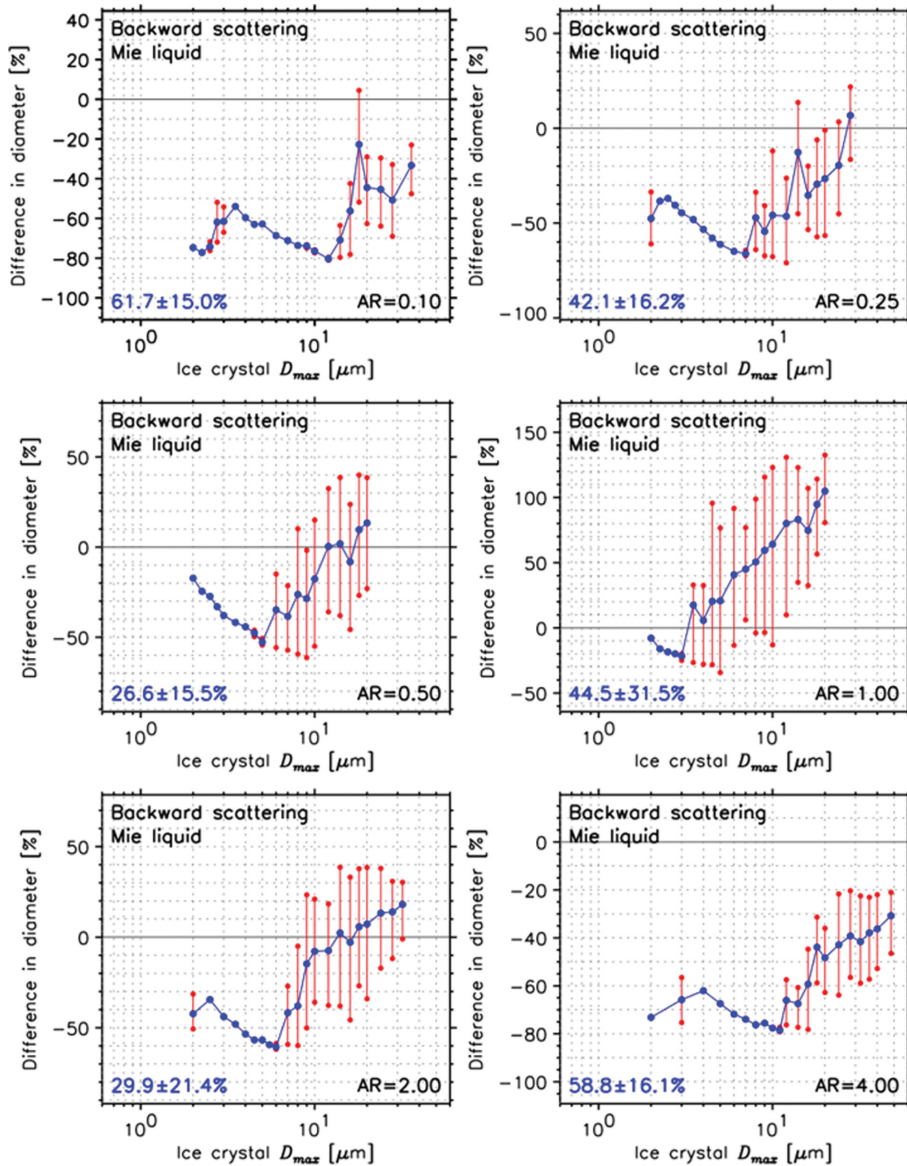 Backward scattering
Mie liquid
Difference in diameter [%]
40
20
0
−20
−40
−60
−80
−100
61.7±15.0%
AR=0.10
10^0
10^1
Ice crystal D_max [μm]
Backward scattering
Mie liquid
Difference in diameter [%]
50
0
−50
−100
42.1±16.2%
AR=0.25
10^0
10^1
Ice crystal D_max [μm]
Backward scattering
Mie liquid
Difference in diameter [%]
50
0
−50
26.6±15.5%
AR=0.50
10^0
10^1
Ice crystal D_max [μm]
Backward scattering
Mie liquid
Difference in diameter [%]
150
100
50
0
−50
44.5±31.5%
AR=1.00
10^0
10^1
Ice crystal D_max [μm]
Backward scattering
Mie liquid
Difference in diameter [%]
50
0
−50
29.9±21.4%
AR=2.00
10^0
10^1
Ice crystal D_max [μm]
Backward scattering
Mie liquid
Difference in diameter [%]
0
−20
−40
−60
−80
−100
58.8±16.1%
AR=4.00
10^0
10^1
Ice crystal D_max [μm]